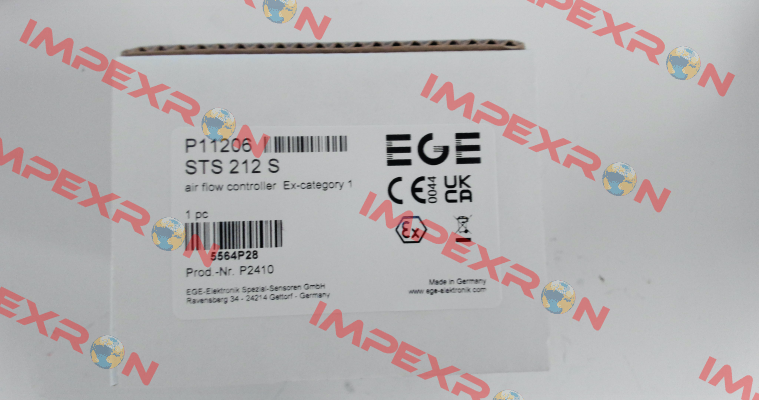 P11206
EGE
STS 212 S
air flow controller Ex-category 1
CE 0044 UK CA
1 pc
Ex
5564P28
Prod.-Nr. P2410
EGE-Elektronik Spezial-Sensoren GmbH
Ravensberg 34 - 24214 Gettorf - Germany
Made in Germany
www.ege-elektronik.com
IMPEXRON
IMPEXRON
IMPEXRON
IMPEXRON
IMPEXRON
IMPEXRON